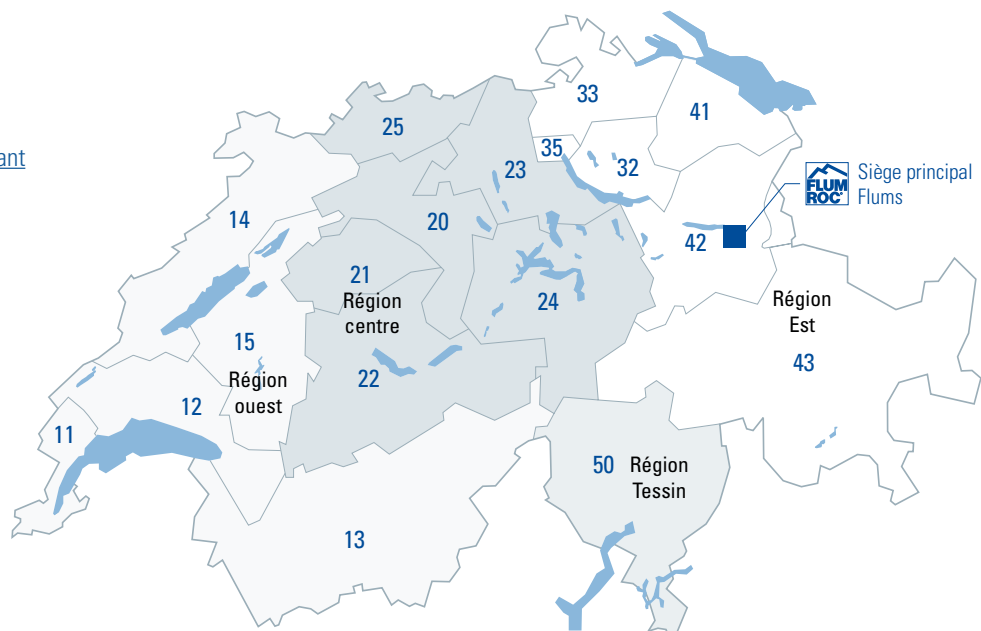 33
41
25
35
ant
32
23
FLUM
ROC
Siège principal
Flums
14
20
42
21
Région
centre
24
Région
Est
15
43
22
Région
ouest
12
11
50
Région
Tessin
13